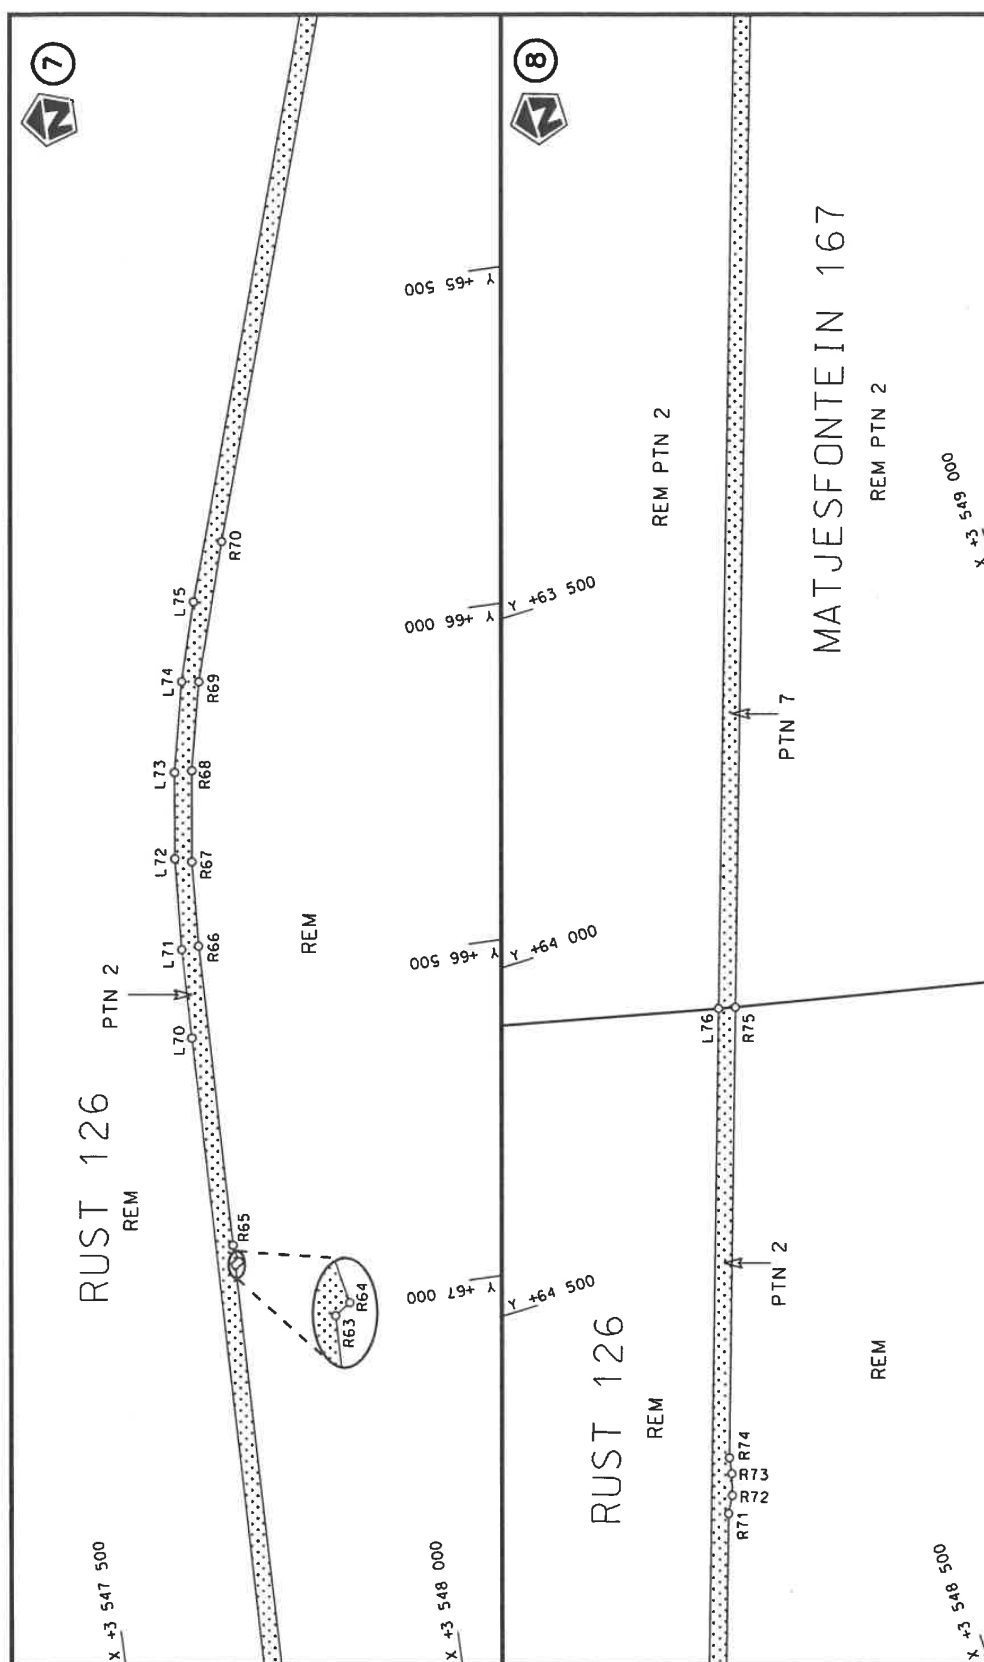 7
N
RUST 126
REM
PTN 2
L70
L71
L72
L73
L74
L75
R63
R64
R65
R66
R67
R68
R69
R70
REM
X +3 547 500
X +3 548 000
Y +67 000
Y +66 500
Y +66 000
Y +65 500
8
N
RUST 126
REM
REM
PTN 2
R71
R72
R73
R74
L76
R75
PTN 7
MATJESFONTEIN 167
REM PTN 2
REM PTN 2
Y +64 500
Y +64 000
Y +63 500
X +3 548 500
X +3 549 000